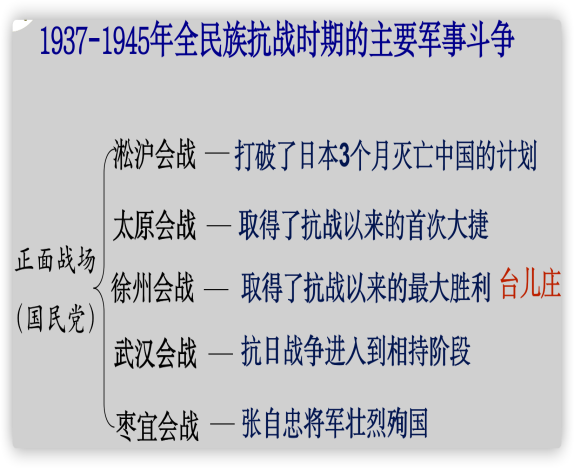 1937-1945年全民族抗战时期的主要军事斗争
淞沪会战 — 打破了日本3个月灭亡中国的计划
太原会战 — 取得了抗战以来的首次大捷
正面战场
(国民党)
徐州会战 — 取得了抗战以来的最大胜利 台儿庄
武汉会战 — 抗日战争进入到相持阶段
枣宜会战 — 张自忠将军壮烈殉国